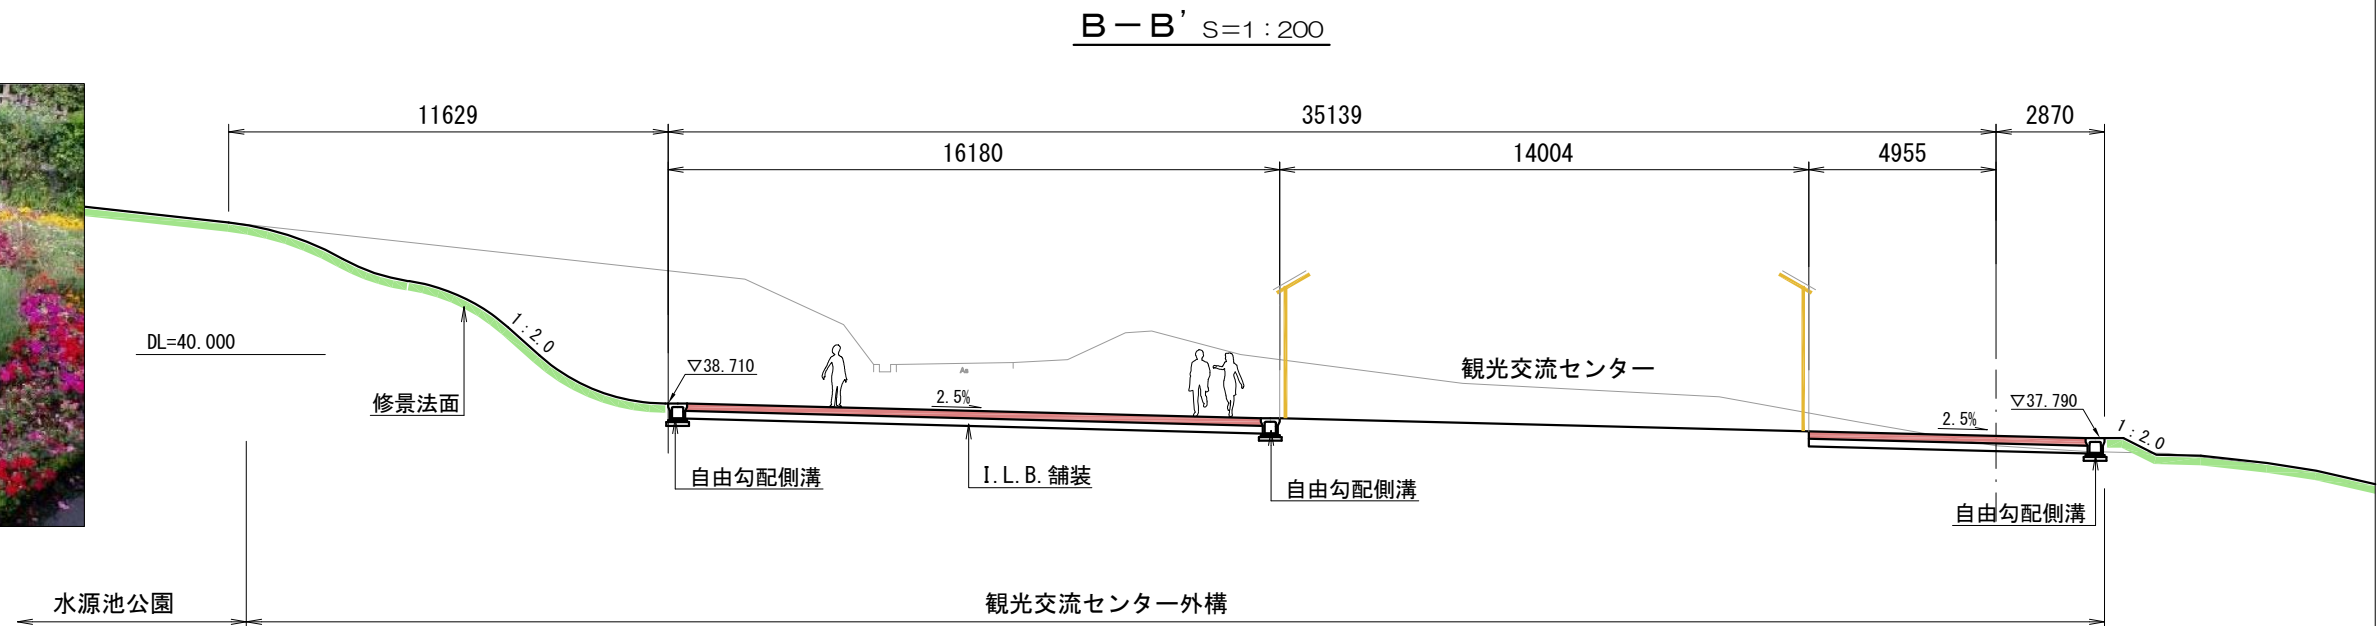 B－B' S=1：200
11629
35139
2870
16180
14004
4955
1：2.0
DL=40.000
▽38.710
観光交流センター
修景法面
2.5%
As
2.5%
▽37.790
1：2.0
自由勾配側溝
I.L.B.舗装
自由勾配側溝
自由勾配側溝
水源池公園
観光交流センター外構